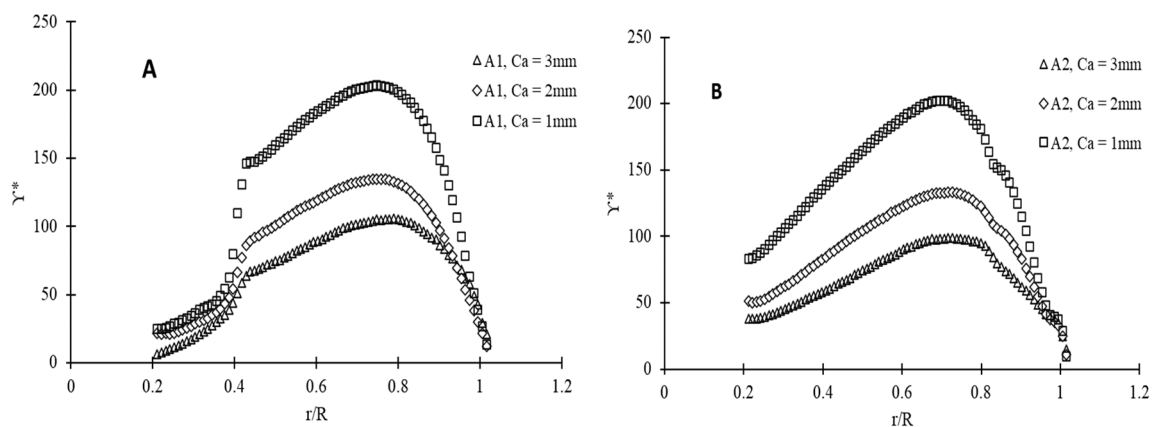 A
250
200
150
100
50
0
ϒ*
0
0.2
0.4
0.6
0.8
1
1.2
r/R
A1, Ca = 3mm
A1, Ca = 2mm
A1, Ca = 1mm
B
250
200
150
100
50
0
ϒ*
0
0.2
0.4
0.6
0.8
1
1.2
r/R
A2, Ca = 3mm
A2, Ca = 2mm
A2, Ca = 1mm